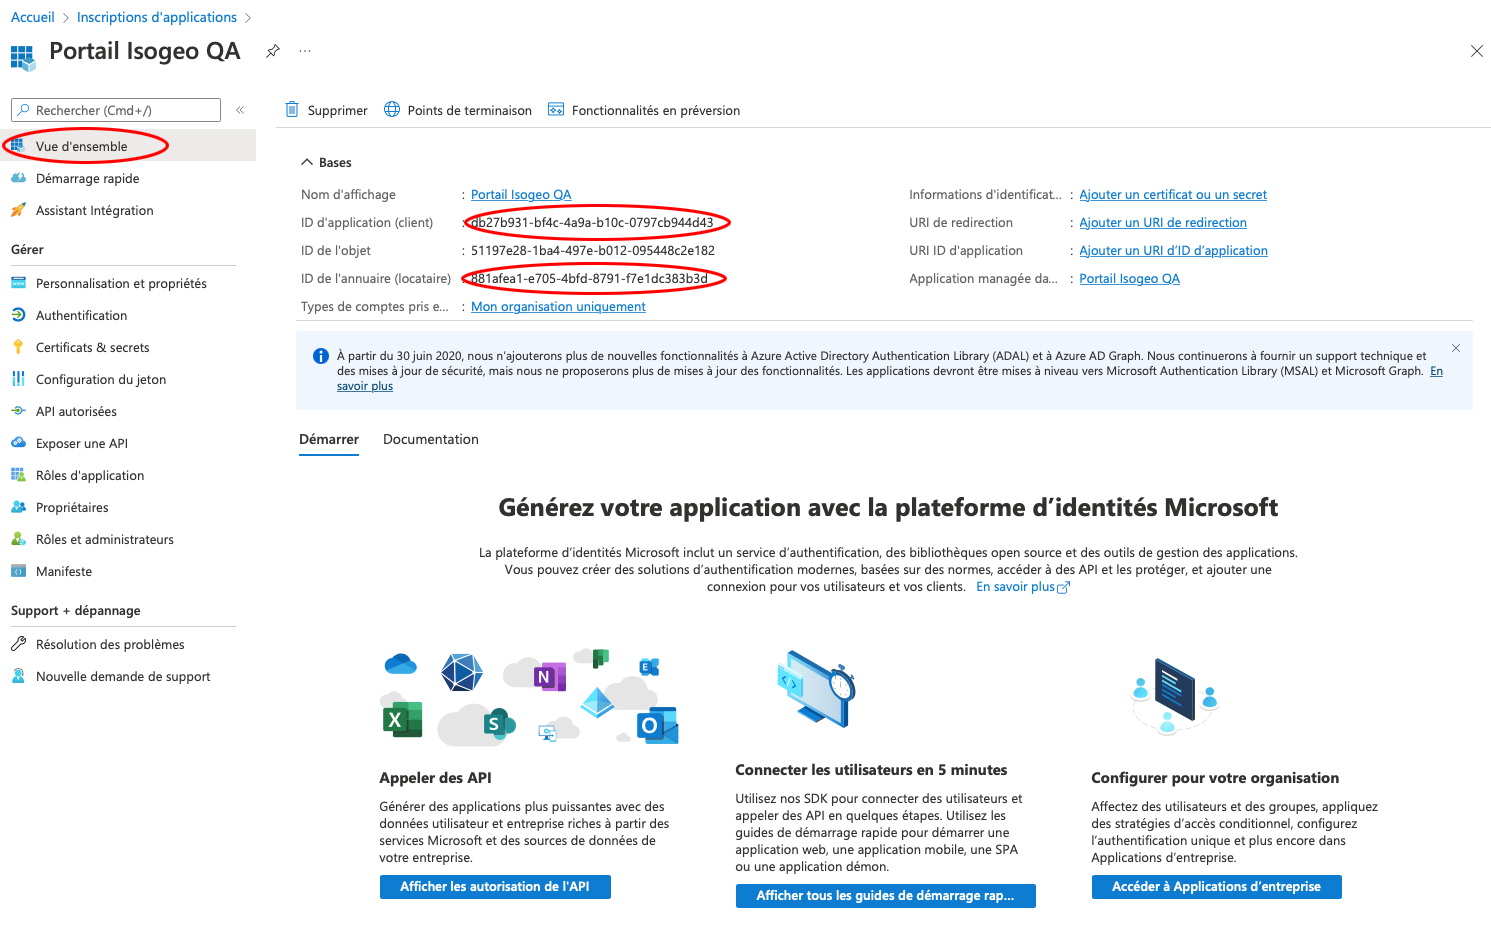 Accueil > Inscriptions d'applications >
Portail Isogeo QA
Rechercher (Cmd+/)
«
Supprimer
Points de terminaison
Fonctionnalités en préversion
Vue d'ensemble
Démarrage rapide
Assistant Intégration
Gérer
Personnalisation et propriétés
Authentification
Certificats & secrets
Configuration du jeton
API autorisées
Exposer une API
Rôles d'application
Propriétaires
Rôles et administrateurs
Manifeste
Support + dépannage
Résolution des problèmes
Nouvelle demande de support
Bases
Nom d'affichage : Portail Isogeo QA
ID d'application (client) : db27b931-bf4c-4a9a-b10c-0797cb944d43
ID de l'objet : 51197e28-1ba4-497e-b012-095448c2e182
ID de l'annuaire (locataire) : 881afea1-e705-4bfd-8791-f7e1dc383b3d
Types de comptes pris e... : Mon organisation uniquement
Informations d'identificat... : Ajouter un certificat ou un secret
URI de redirection : Ajouter un URI de redirection
URI ID d'application : Ajouter un URI d’ID d’application
Application managée da... : Portail Isogeo QA
À partir du 30 juin 2020, nous n’ajouterons plus de nouvelles fonctionnalités à Azure Active Directory Authentication Library (ADAL) et à Azure AD Graph. Nous continuerons à fournir un support technique et
des mises à jour de sécurité, mais nous ne proposerons plus de mises à jour des fonctionnalités. Les applications devront être mises à niveau vers Microsoft Authentication Library (MSAL) et Microsoft Graph. En
savoir plus
Démarrer
Documentation
Générez votre application avec la plateforme d’identités Microsoft
La plateforme d’identités Microsoft inclut un service d’authentification, des bibliothèques open source et des outils de gestion des applications.
Vous pouvez créer des solutions d’authentification modernes, basées sur des normes, accéder à des API et les protéger, et ajouter une
connexion pour vos utilisateurs et vos clients. En savoir plus
N
E
X
S
O
Appeler des API
Générer des applications plus puissantes avec des
données utilisateur et entreprise riches à partir des
services Microsoft et des sources de données de
votre entreprise.
Afficher les autorisation de l'API
Connecter les utilisateurs en 5 minutes
Utilisez nos SDK pour connecter des utilisateurs et
appeler des API en quelques étapes. Utilisez les
guides de démarrage rapide pour démarrer une
application web, une application mobile, une SPA
ou une application démon.
Afficher tous les guides de démarrage rap...
Configurer pour votre organisation
Affectez des utilisateurs et des groupes, appliquez
des stratégies d’accès conditionnel, configurez
l’authentification unique et plus encore dans
Applications d’entreprise.
Accéder à Applications d’entreprise